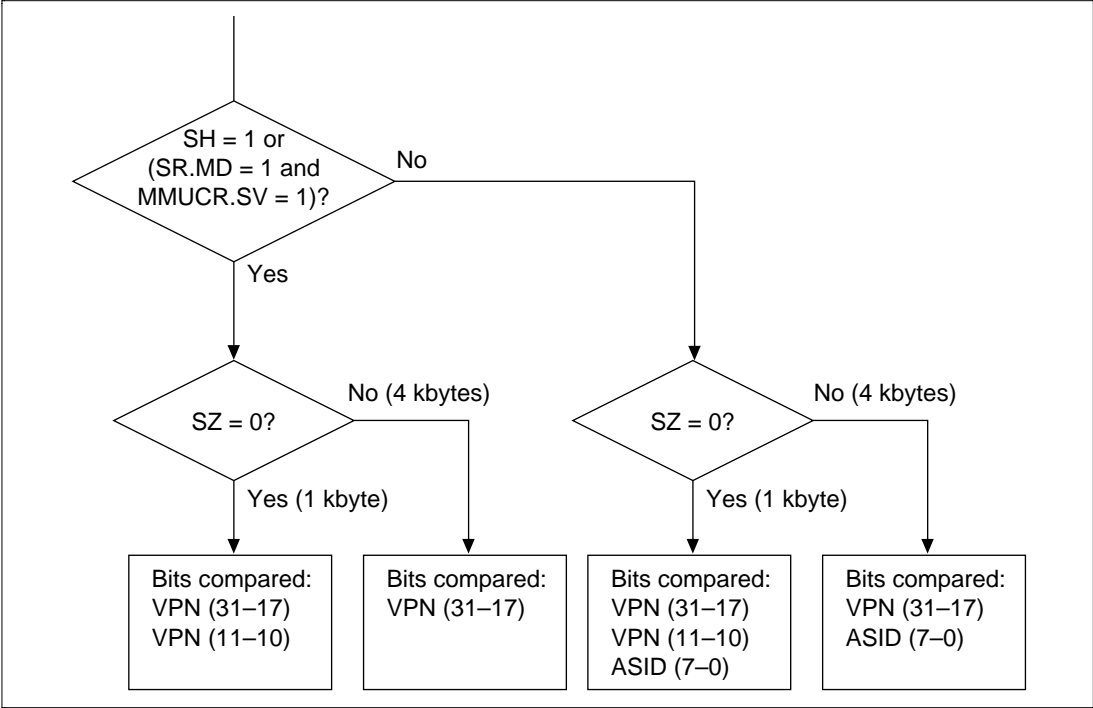 SH = 1 or
(SR.MD = 1 and
MMUCR.SV = 1)?
No
Yes
SZ = 0?
No (4 kbytes)
Yes (1 kbyte)
SZ = 0?
No (4 kbytes)
Yes (1 kbyte)
Bits compared:
VPN (31–17)
VPN (11–10)
Bits compared:
VPN (31–17)
Bits compared:
VPN (31–17)
VPN (11–10)
ASID (7–0)
Bits compared:
VPN (31–17)
ASID (7–0)